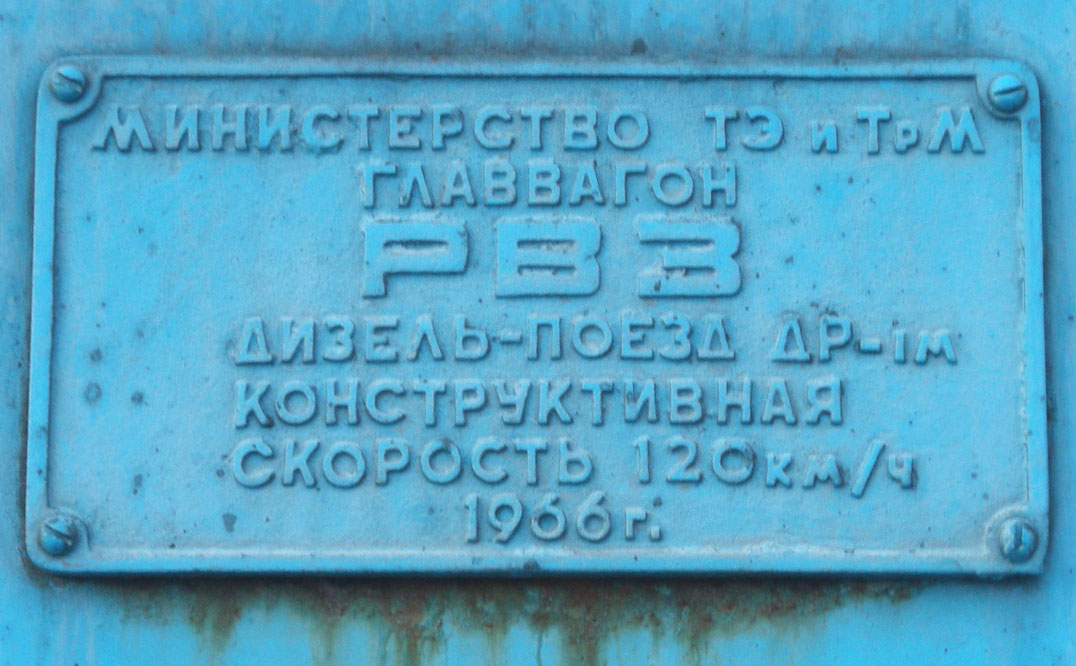 МИНИСТЕРСТВО ТЭ и ТрМ
ГЛАВВАГОН
РВЗ
ДИЗЕЛЬ-ПОЕЗД ДР-1м
КОНСТРУКТИВНАЯ
СКОРОСТЬ 120км/ч
1966г.